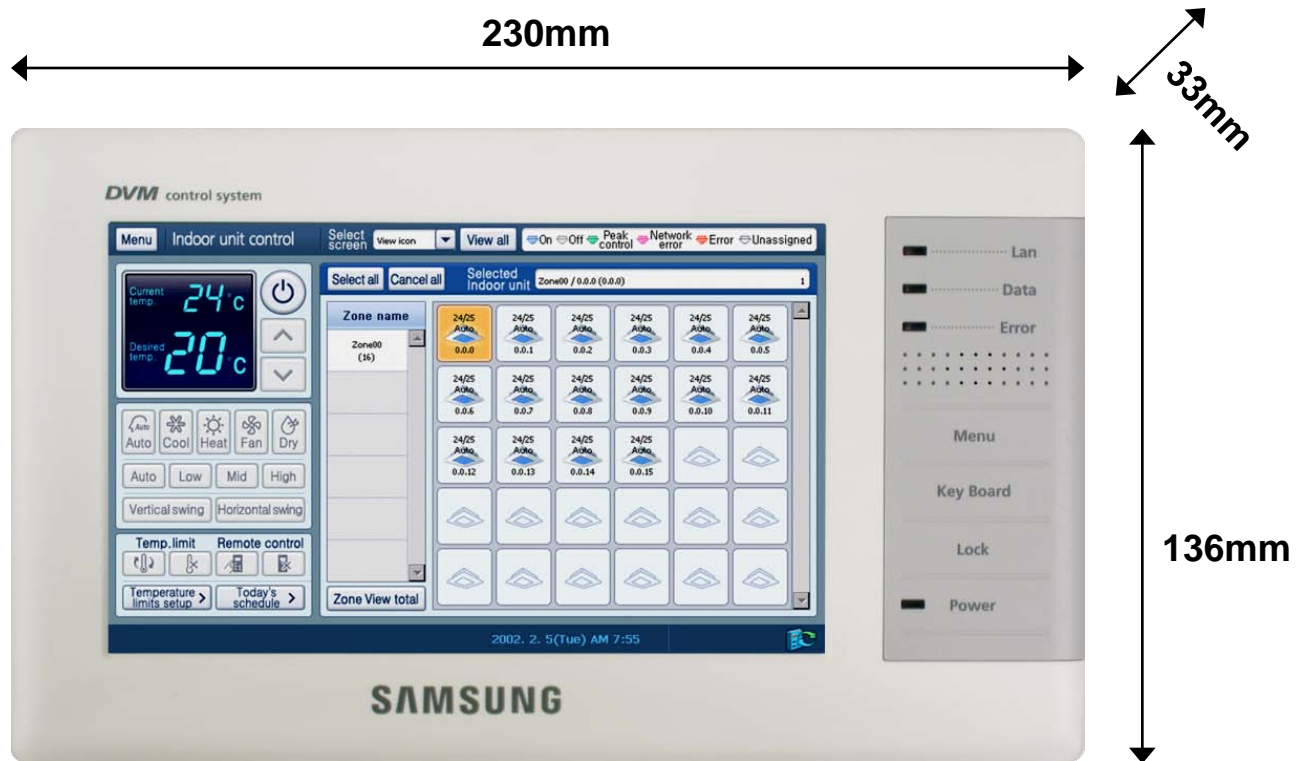 230mm
33mm
DVM control system
Menu Indoor unit control Select screen View icon View all On Off Peak control Network error Error Unassigned
Lan
Select all Cancel all Selected Indoor unit Zone00 / 0.0.0 (0.0.0) 1
Current temp. 24°c
Data
Zone name
24/25 24/25 24/25 24/25 24/25 24/25
Auto Auto Auto Auto Auto Auto
0.0.0 0.0.1 0.0.2 0.0.3 0.0.4 0.0.5
Error
Zone00
(16)
Desired temp. 20°c
24/25 24/25 24/25 24/25 24/25 24/25
Auto Auto Auto Auto Auto Auto
0.0.6 0.0.7 0.0.8 0.0.9 0.0.10 0.0.11
Auto
Auto Cool Heat Fan Dry
Menu
24/25 24/25 24/25 24/25
Auto Auto Auto Auto
0.0.12 0.0.13 0.0.14 0.0.15
Auto Low Mid High
Key Board
Vertical swing Horizontal swing
Temp.limit Remote control
Lock
136mm
Temperature limits setup > Today's schedule >
Zone View total
Power
2002. 2. 5(Tue) AM 7:55
SAMSUNG